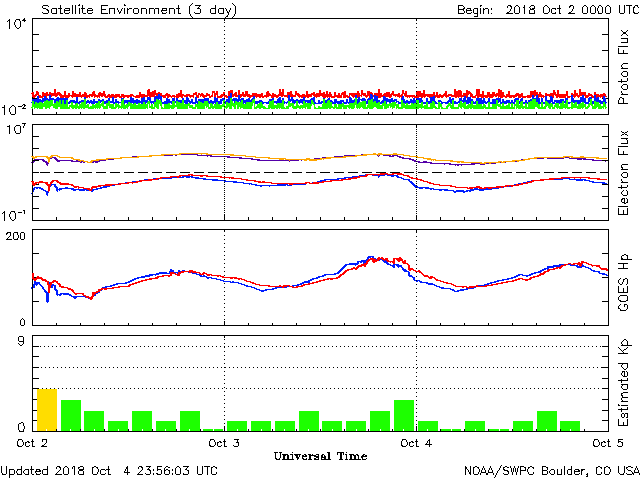 Satellite Environment (3 day) Begin: 2018 Oct 2 0000 UTC
10^4
Proton Flux
10^-2
10^7
Electron Flux
10^-1
200
GOES Hp
0
9
Estimated Kp
0
Oct 2 Oct 3 Oct 4 Oct 5
Universal Time
Updated 2018 Oct 4 23:56:03 UTC NOAA/SWPC Boulder, CO USA